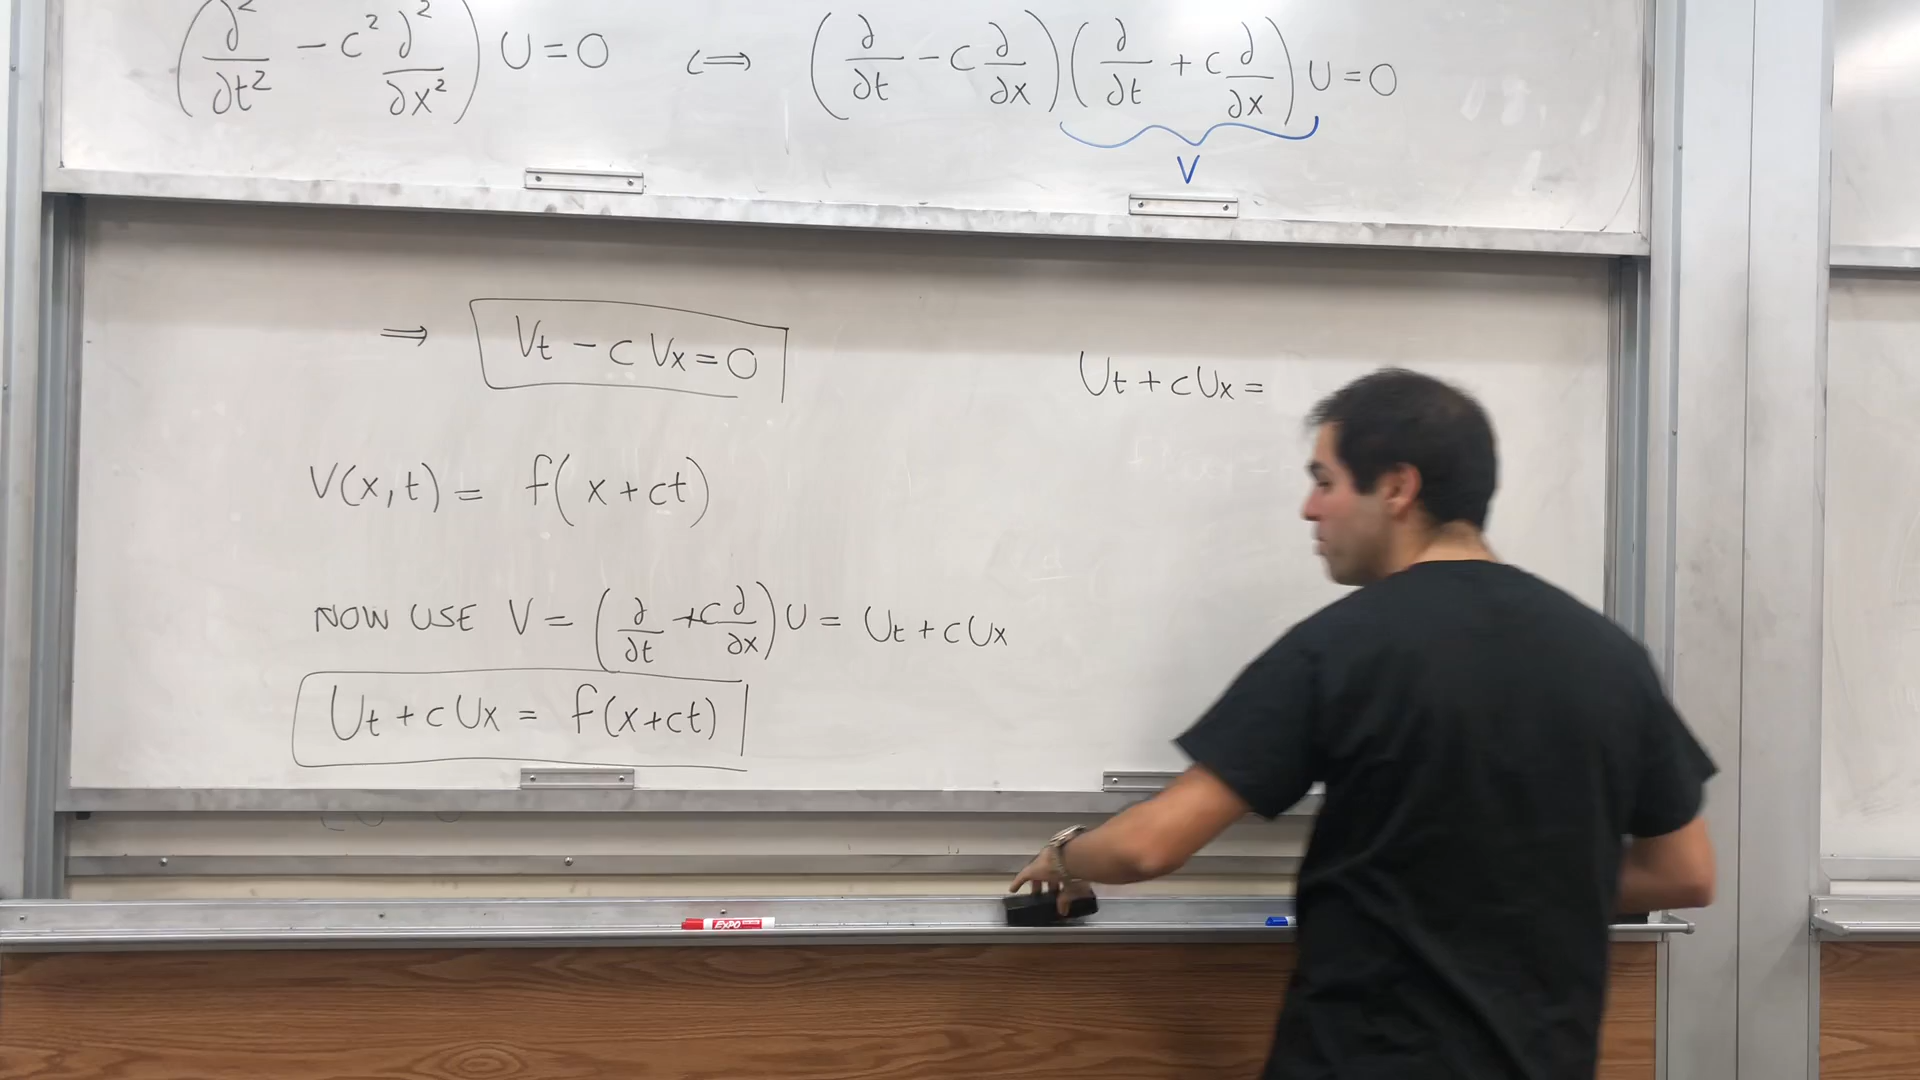 (∂²/∂t² - c² ∂²/∂x²) U = 0 ⟺ (∂/∂t - c ∂/∂x)(∂/∂t + c ∂/∂x) U = 0
V
⟹ Vt - c Vx = 0
Ut + c Ux =
V(x,t) = f(x+ct)
NOW USE V = (∂/∂t + c ∂/∂x) U = Ut + c Ux
Ut + c Ux = f(x+ct)
EXPO